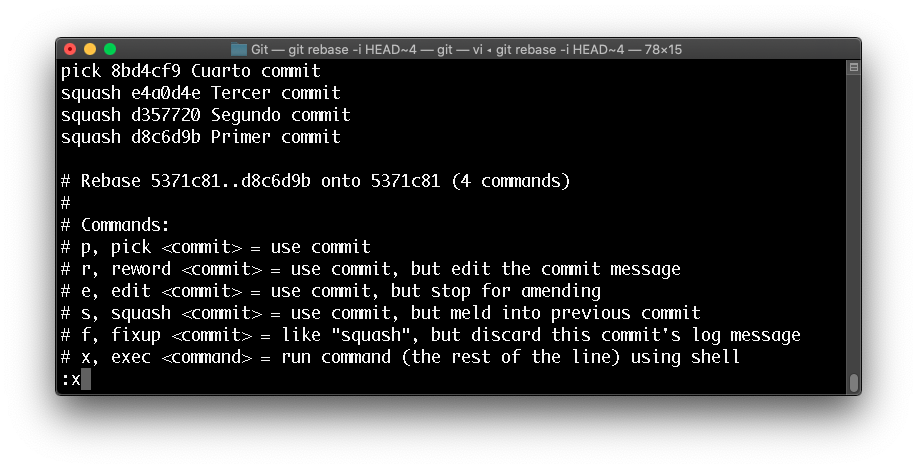 Git — git rebase -i HEAD~4 — git — vi ◂ git rebase -i HEAD~4 — 78×15
pick 8bd4cf9 Cuarto commit
squash e4a0d4e Tercer commit
squash d357720 Segundo commit
squash d8c6d9b Primer commit
# Rebase 5371c81..d8c6d9b onto 5371c81 (4 commands)
#
# Commands:
# p, pick <commit> = use commit
# r, reword <commit> = use commit, but edit the commit message
# e, edit <commit> = use commit, but stop for amending
# s, squash <commit> = use commit, but meld into previous commit
# f, fixup <commit> = like "squash", but discard this commit's log message
# x, exec <command> = run command (the rest of the line) using shell
:x